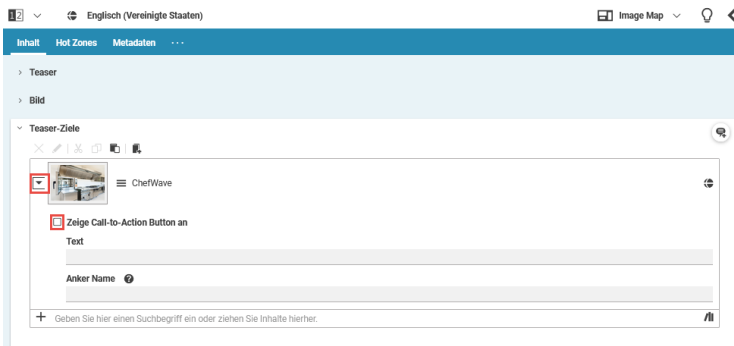 12 Englisch (Vereinigte Staaten) Image Map
Inhalt Hot Zones Metadaten ...
Teaser
Bild
Teaser-Ziele
ChefWave
Zeige Call-to-Action Button an
Text
Anker Name ?
Geben Sie hier einen Suchbegriff ein oder ziehen Sie Inhalte hierher.